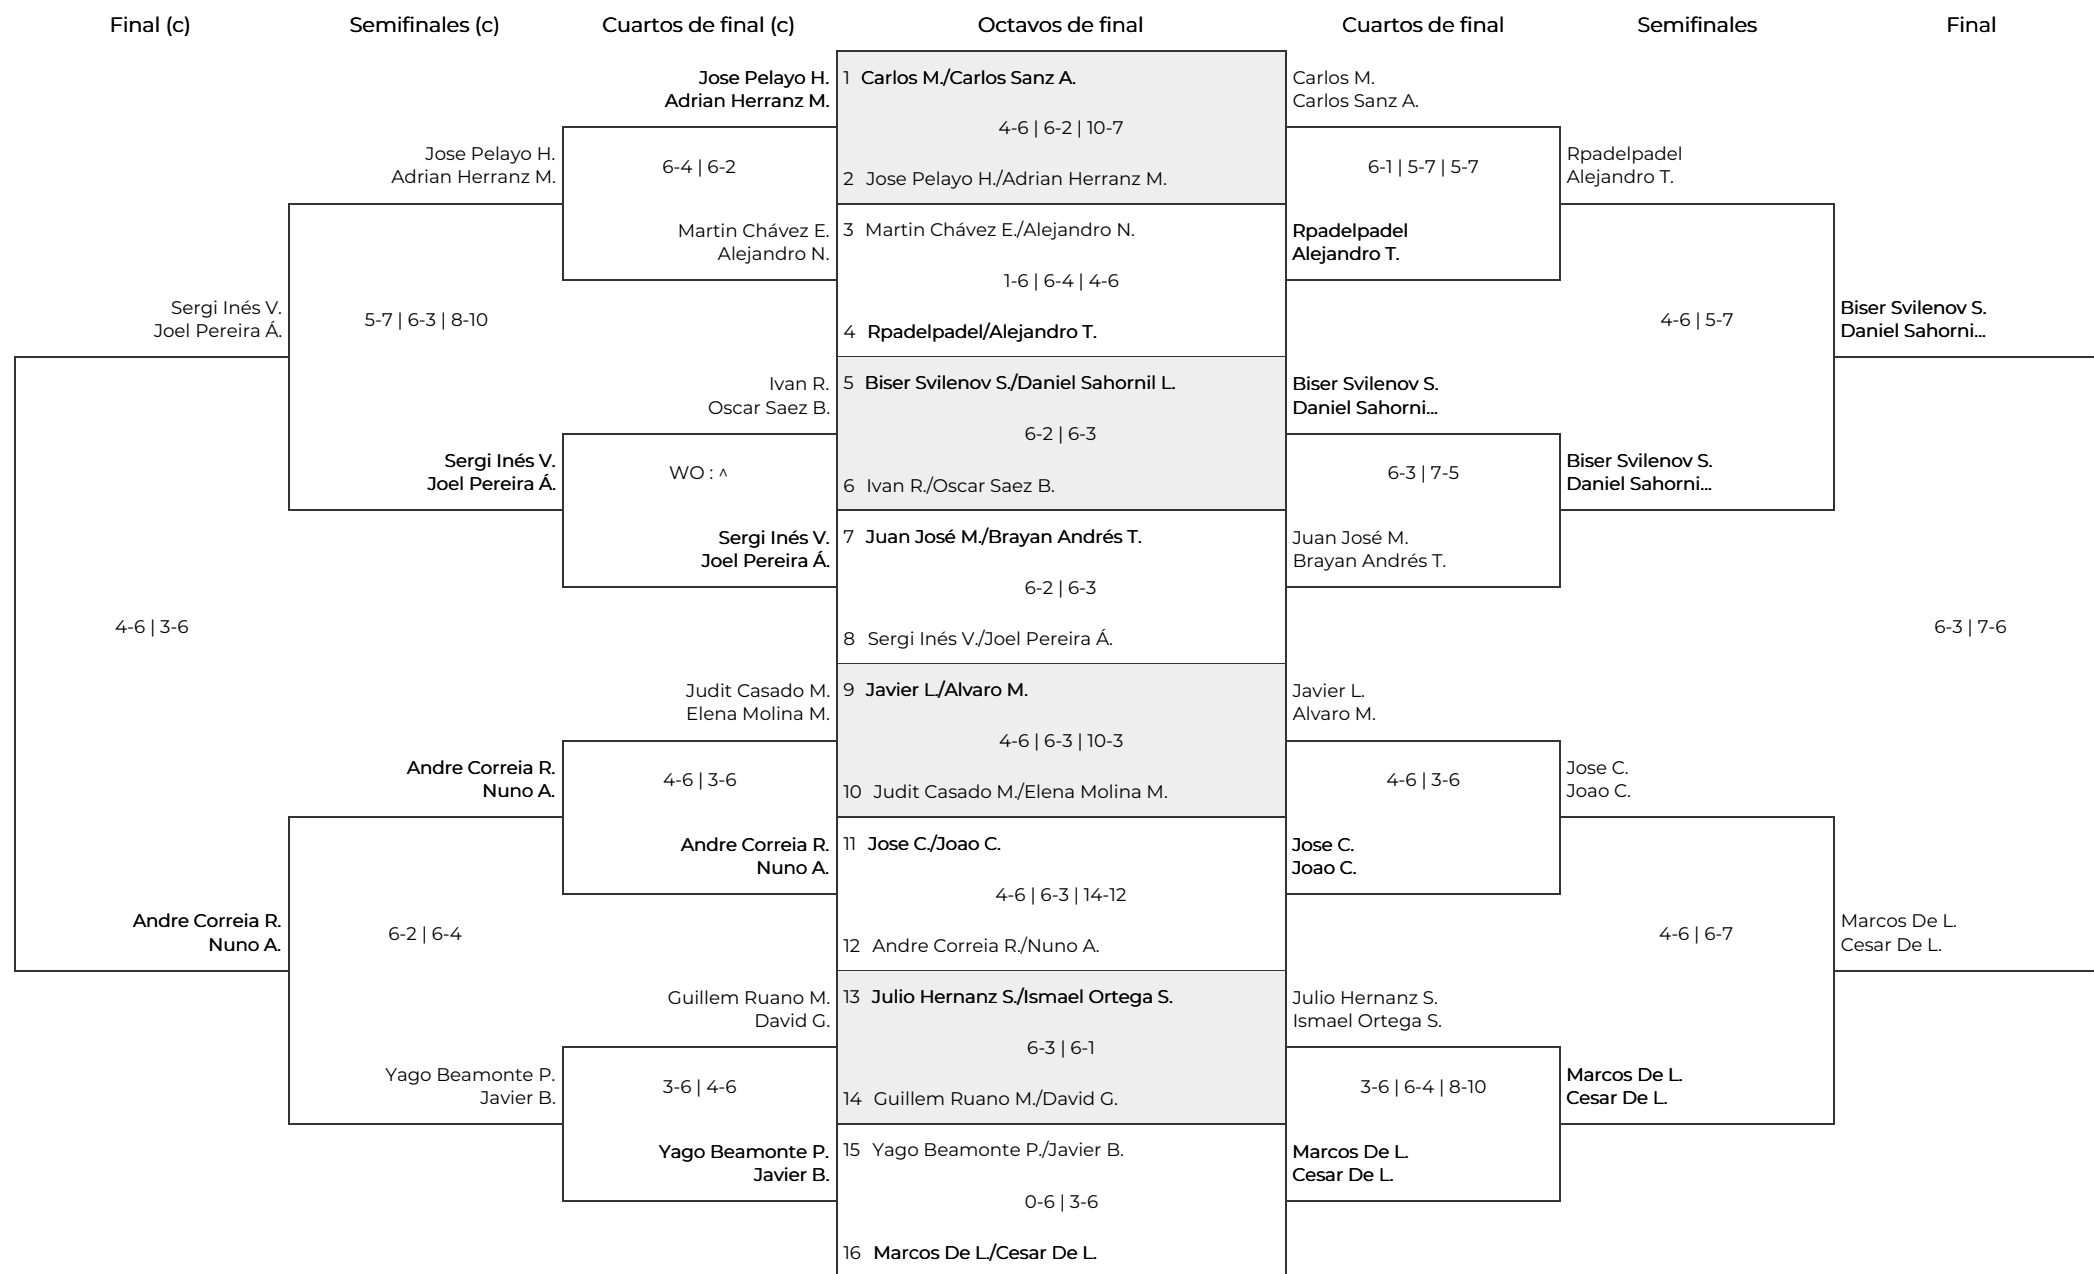 Final (c)
Semifinales (c)
Cuartos de final (c)
Octavos de final
Cuartos de final
Semifinales
Final
Sergi Inés V.
Joel Pereira Á.
4-6 | 3-6
Andre Correia R.
Nuno A.
Jose Pelayo H.
Adrian Herranz M.
5-7 | 6-3 | 8-10
Sergi Inés V.
Joel Pereira Á.
Andre Correia R.
Nuno A.
6-2 | 6-4
Yago Beamonte P.
Javier B.
Jose Pelayo H.
Adrian Herranz M.
6-4 | 6-2
Martin Chávez E.
Alejandro N.
Ivan R.
Oscar Saez B.
WO : ^
Sergi Inés V.
Joel Pereira Á.
Judit Casado M.
Elena Molina M.
4-6 | 3-6
Andre Correia R.
Nuno A.
Guillem Ruano M.
David G.
3-6 | 4-6
Yago Beamonte P.
Javier B.
1 Carlos M./Carlos Sanz A.
4-6 | 6-2 | 10-7
2 Jose Pelayo H./Adrian Herranz M.
3 Martin Chávez E./Alejandro N.
1-6 | 6-4 | 4-6
4 Rpadelpadel/Alejandro T.
5 Biser Svilenov S./Daniel Sahornil L.
6-2 | 6-3
6 Ivan R./Oscar Saez B.
7 Juan José M./Brayan Andrés T.
6-2 | 6-3
8 Sergi Inés V./Joel Pereira Á.
9 Javier L./Alvaro M.
4-6 | 6-3 | 10-3
10 Judit Casado M./Elena Molina M.
11 Jose C./Joao C.
4-6 | 6-3 | 14-12
12 Andre Correia R./Nuno A.
13 Julio Hernanz S./Ismael Ortega S.
6-3 | 6-1
14 Guillem Ruano M./David G.
15 Yago Beamonte P./Javier B.
0-6 | 3-6
16 Marcos De L./Cesar De L.
Carlos M.
Carlos Sanz A.
6-1 | 5-7 | 5-7
Rpadelpadel
Alejandro T.
Biser Svilenov S.
Daniel Sahorni...
6-3 | 7-5
Juan José M.
Brayan Andrés T.
Javier L.
Alvaro M.
4-6 | 3-6
Jose C.
Joao C.
Julio Hernanz S.
Ismael Ortega S.
3-6 | 6-4 | 8-10
Marcos De L.
Cesar De L.
Rpadelpadel
Alejandro T.
4-6 | 5-7
Biser Svilenov S.
Daniel Sahorni...
Jose C.
Joao C.
4-6 | 6-7
Marcos De L.
Cesar De L.
Biser Svilenov S.
Daniel Sahorni...
6-3 | 7-6
Marcos De L.
Cesar De L.